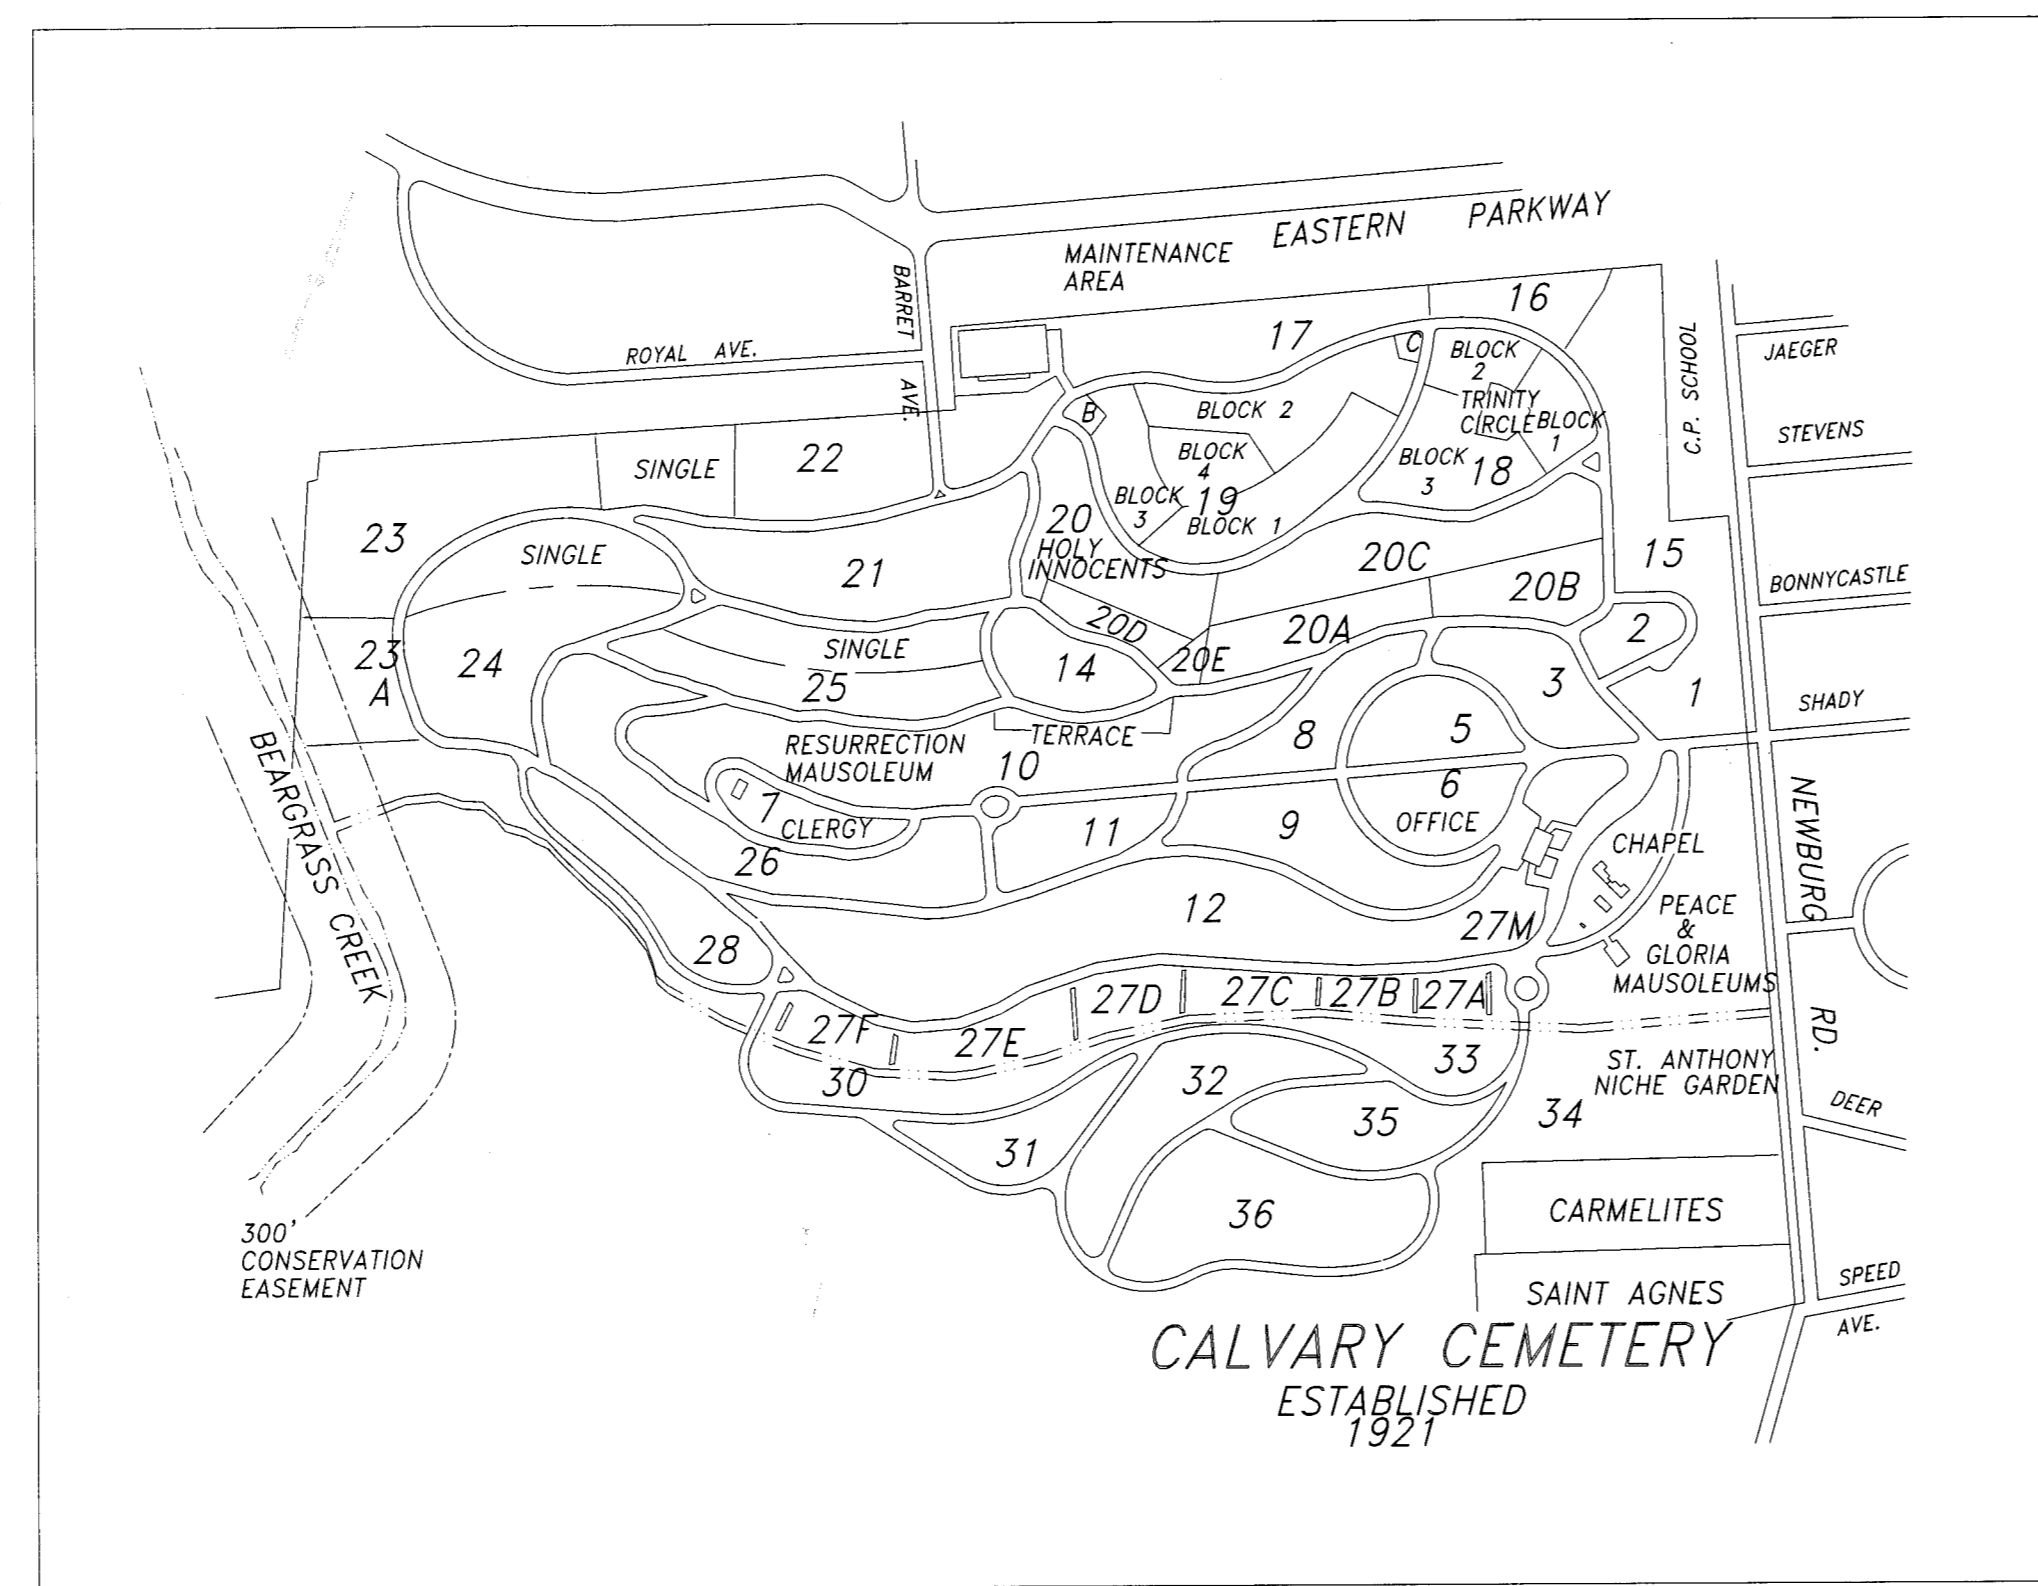 EASTERN PARKWAY
MAINTENANCE
AREA
BARRET
AVE.
ROYAL AVE.
16
17
C
BLOCK
2
TRINITY
CIRCLE
BLOCK
1
BLOCK
3
18
B
BLOCK 2
BLOCK
4
19
BLOCK
3
BLOCK 1
C.P. SCHOOL
JAEGER
STEVENS
BONNYCASTLE
SHADY
NEWBURG
RD.
DEER
SPEED
AVE.
SINGLE
22
23
SINGLE
21
20
HOLY
INNOCENTS
20C
20B
15
20D
20A
20E
2
23
A
24
SINGLE
25
14
3
1
TERRACE
RESURRECTION
MAUSOLEUM
10
8
5
6
OFFICE
7
CLERGY
11
9
26
CHAPEL
12
27M
PEACE
&
GLORIA
MAUSOLEUMS
28
27F
27E
27D
27C
27B
27A
30
31
32
33
ST. ANTHONY
NICHE GARDEN
34
35
36
CARMELITES
SAINT AGNES
BEARGRASS CREEK
300'
CONSERVATION
EASEMENT
CALVARY CEMETERY
ESTABLISHED
1921